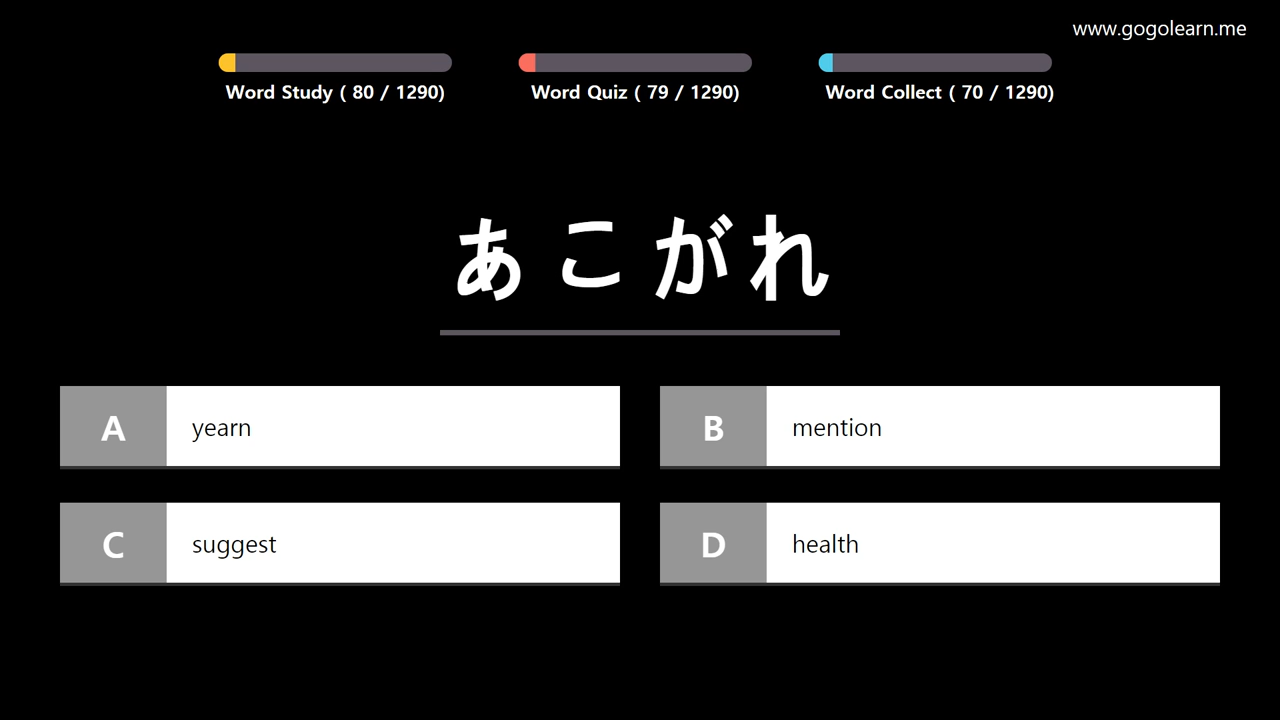 www.gogolearn.me
Word Study ( 80 / 1290)
Word Quiz ( 79 / 1290)
Word Collect ( 70 / 1290)
あこがれ
A yearn
B mention
C suggest
D health